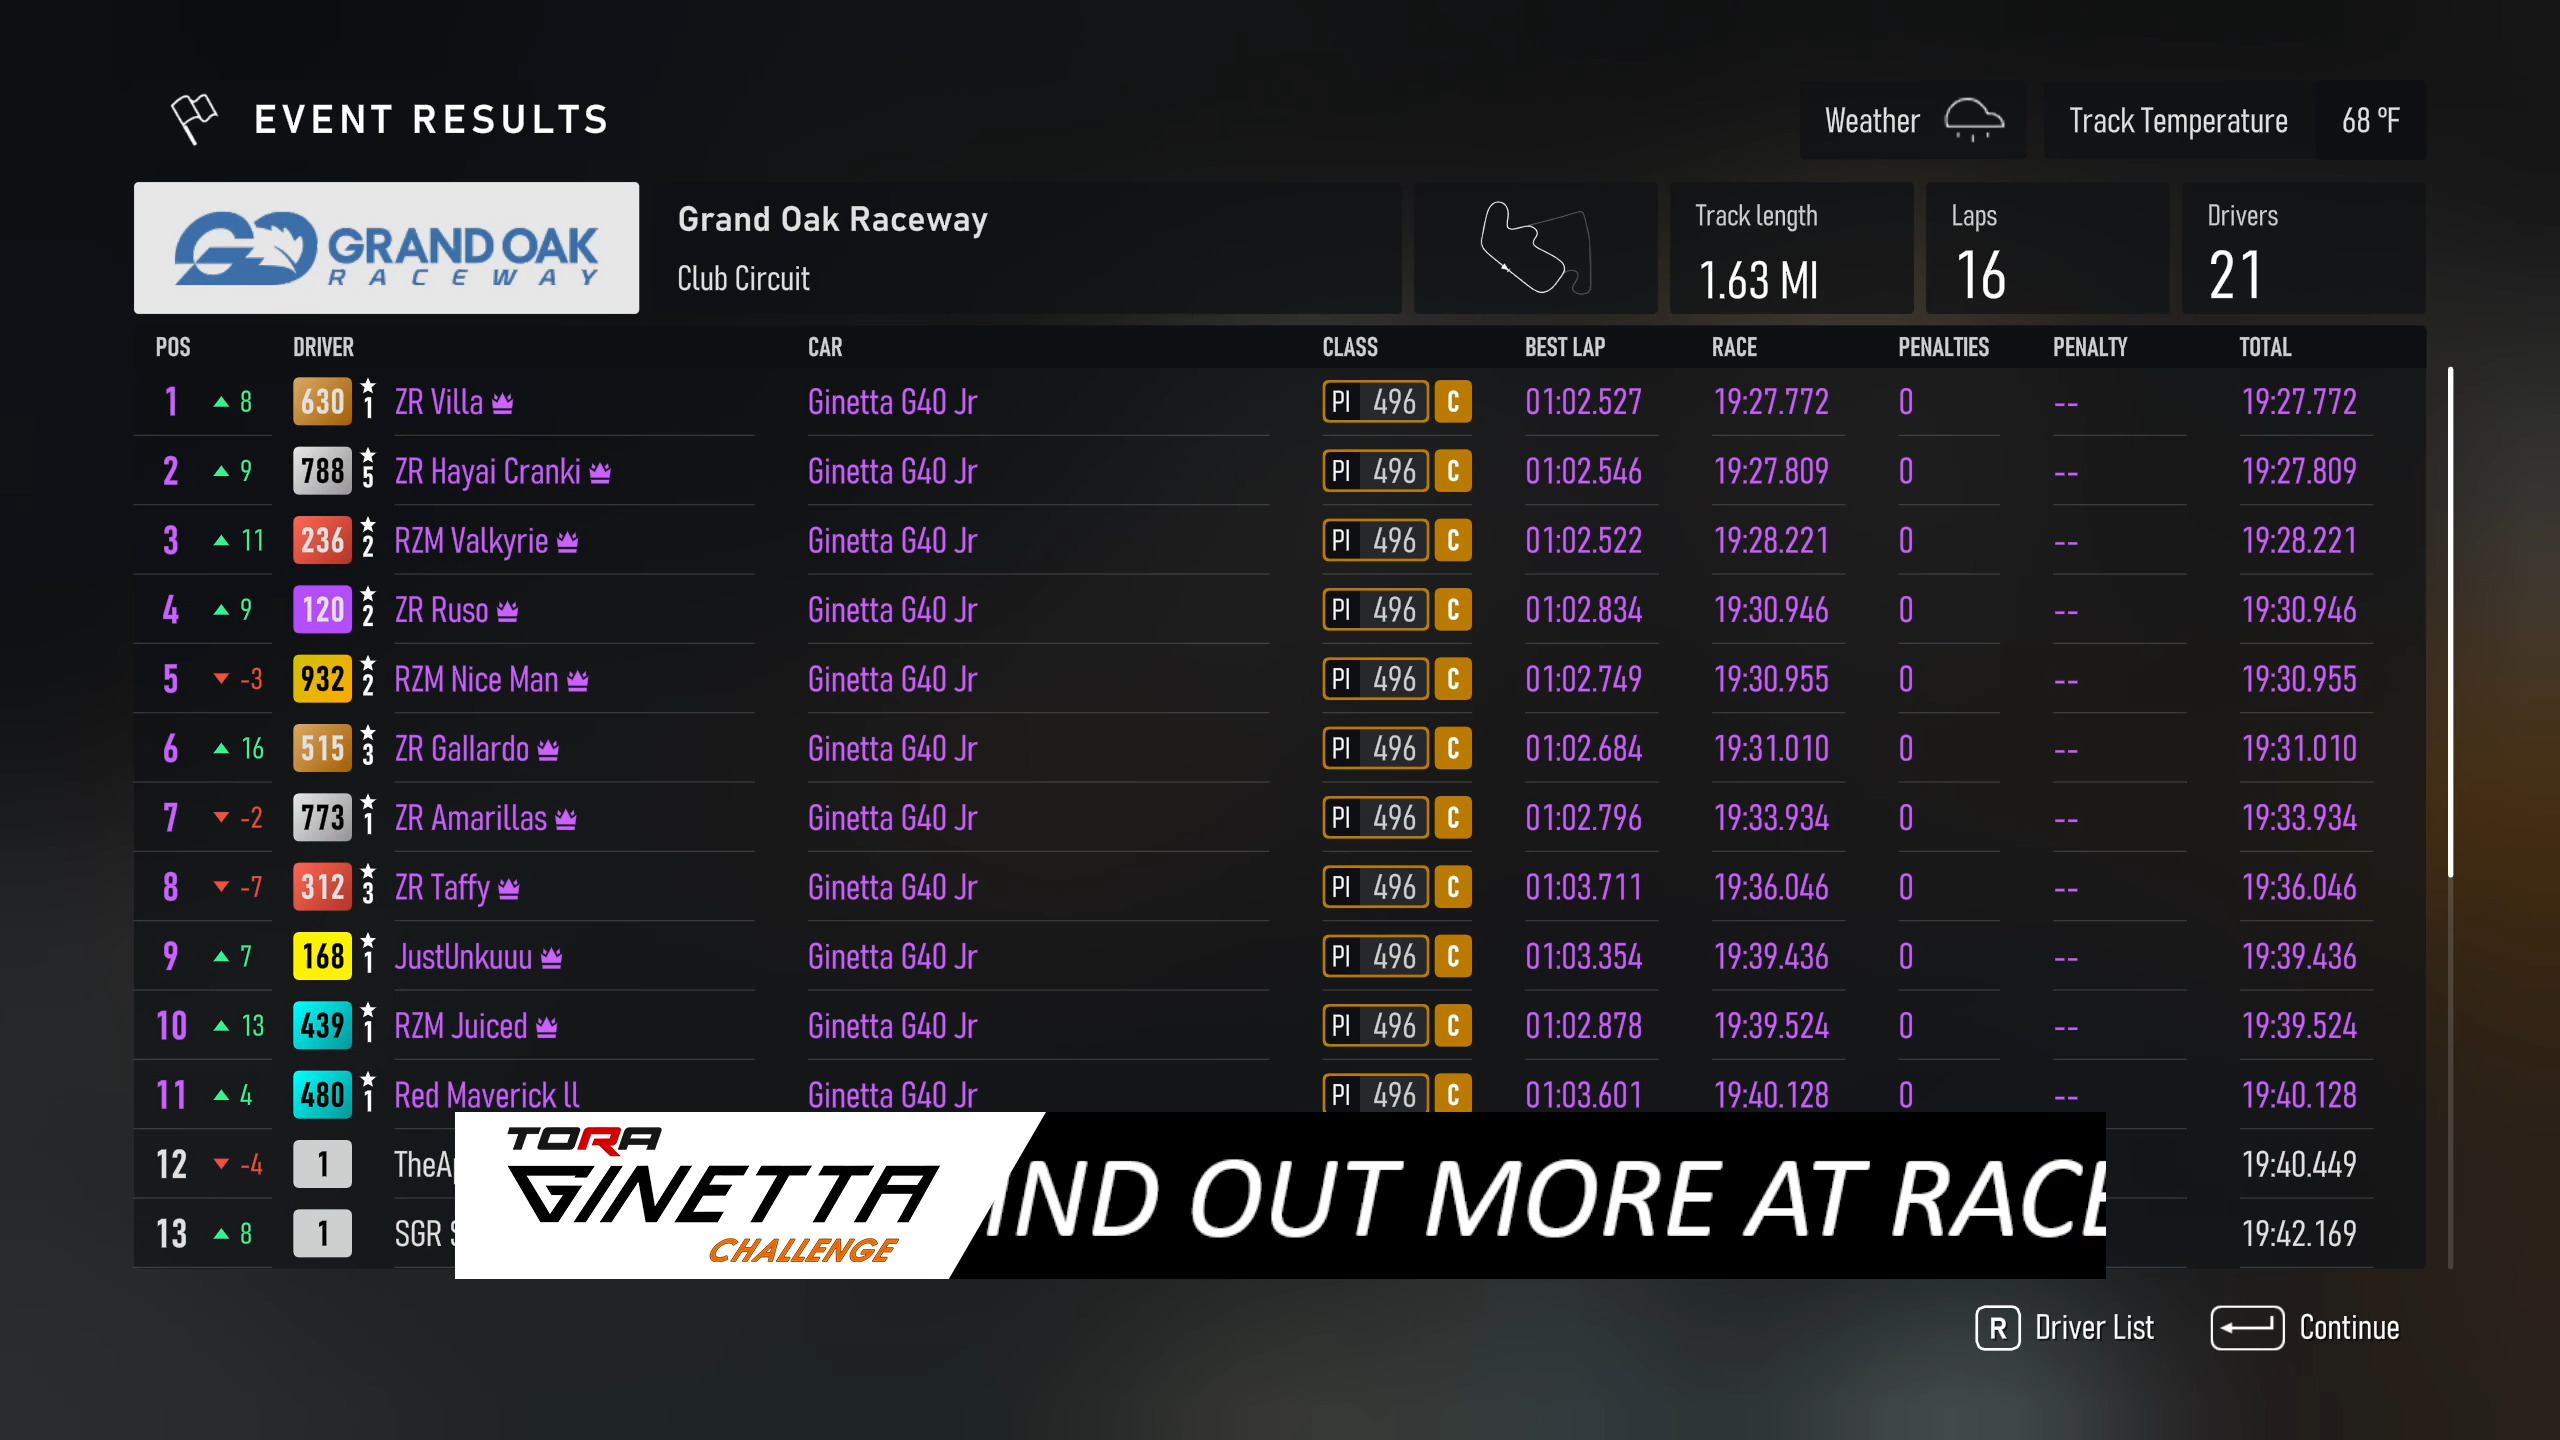 EVENT RESULTS
Weather
Track Temperature 68 ºF
GRAND OAK
RACEWAY
Grand Oak Raceway
Club Circuit
Track length
1.63 MI
Laps
16
Drivers
21
POS DRIVER CAR CLASS BEST LAP RACE PENALTIES PENALTY TOTAL
1 8 630 1 ZR Villa Ginetta G40 Jr PI 496 C 01:02.527 19:27.772 0 -- 19:27.772
2 9 788 5 ZR Hayai Cranki Ginetta G40 Jr PI 496 C 01:02.546 19:27.809 0 -- 19:27.809
3 11 236 2 RZM Valkyrie Ginetta G40 Jr PI 496 C 01:02.522 19:28.221 0 -- 19:28.221
4 9 120 2 ZR Ruso Ginetta G40 Jr PI 496 C 01:02.834 19:30.946 0 -- 19:30.946
5 -3 932 2 RZM Nice Man Ginetta G40 Jr PI 496 C 01:02.749 19:30.955 0 -- 19:30.955
6 16 515 3 ZR Gallardo Ginetta G40 Jr PI 496 C 01:02.684 19:31.010 0 -- 19:31.010
7 -2 773 1 ZR Amarillas Ginetta G40 Jr PI 496 C 01:02.796 19:33.934 0 -- 19:33.934
8 -7 312 3 ZR Taffy Ginetta G40 Jr PI 496 C 01:03.711 19:36.046 0 -- 19:36.046
9 7 168 1 JustUnkuuu Ginetta G40 Jr PI 496 C 01:03.354 19:39.436 0 -- 19:39.436
10 13 439 1 RZM Juiced Ginetta G40 Jr PI 496 C 01:02.878 19:39.524 0 -- 19:39.524
11 4 480 1 Red Maverick ll Ginetta G40 Jr PI 496 C 01:03.601 19:40.128 0 -- 19:40.128
12 -4 1 19:40.449
13 8 1 SGR 19:42.169
TORA
GINETTA
CHALLENGE
OUT MORE AT RACE
R Driver List
Continue